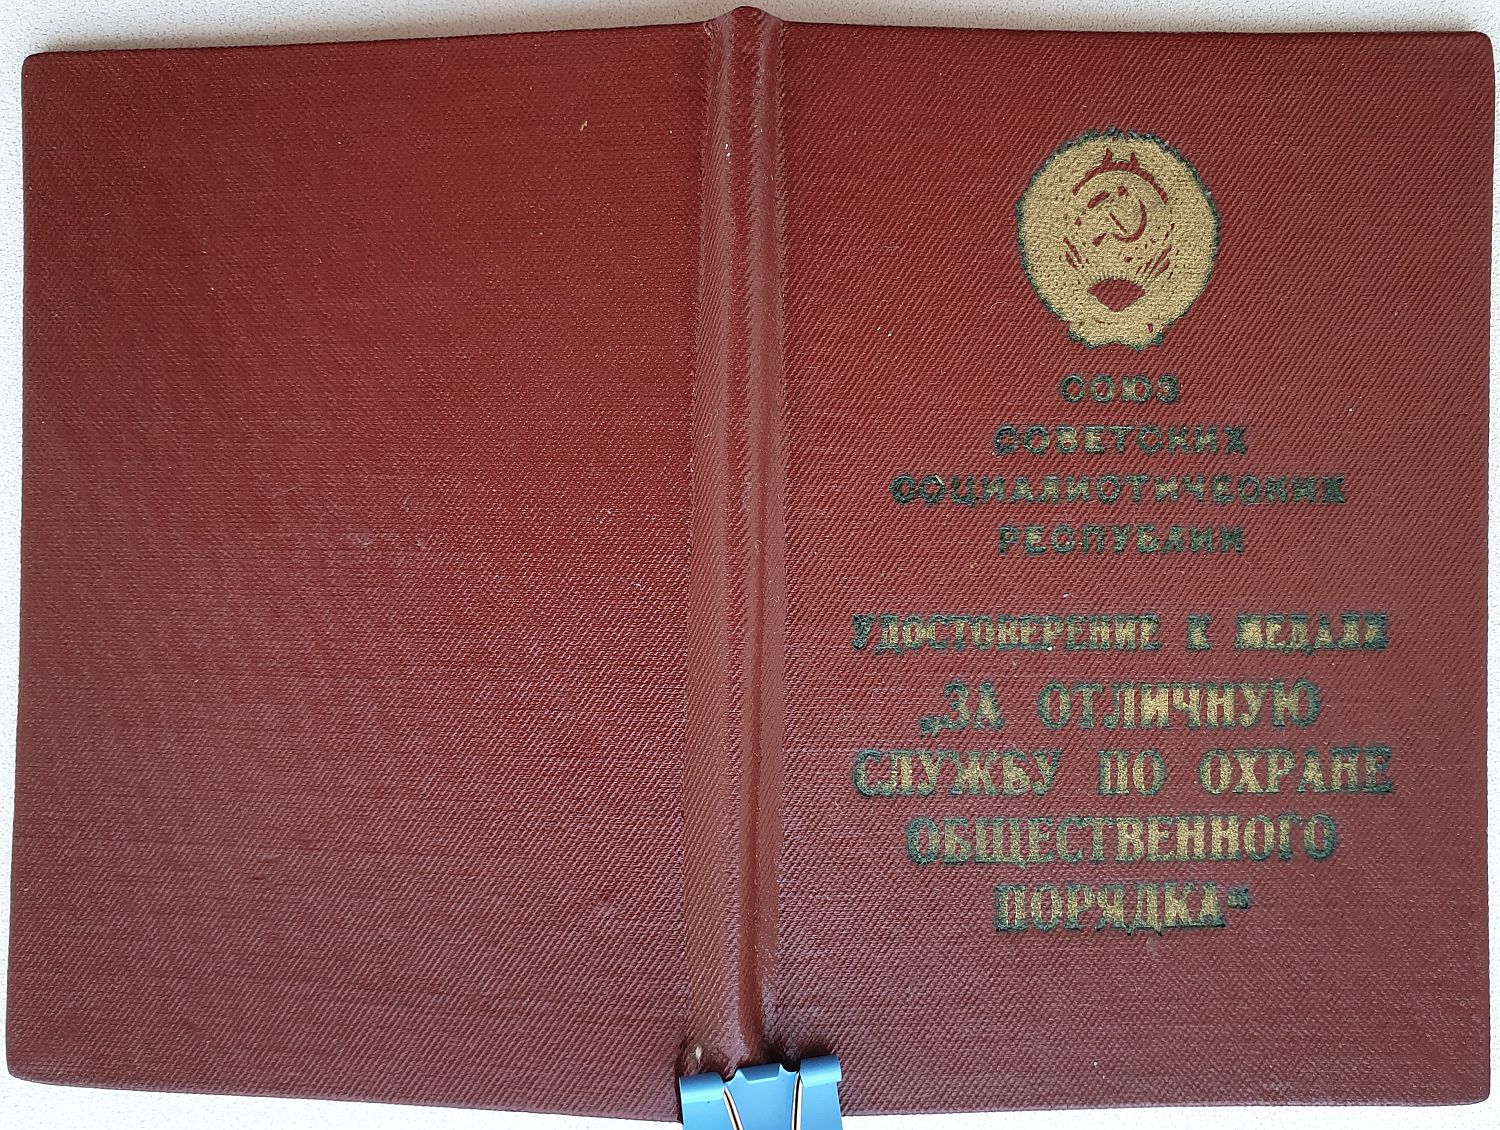 СОЮЗ
СОВЕТСКИХ
СОЦИАЛИСТИЧЕСКИХ
РЕСПУБЛИК
УДОСТОВЕРЕНИЕ К МЕДАЛИ
„ЗА ОТЛИЧНУЮ
СЛУЖБУ ПО ОХРАНЕ
ОБЩЕСТВЕННОГО
ПОРЯДКА“